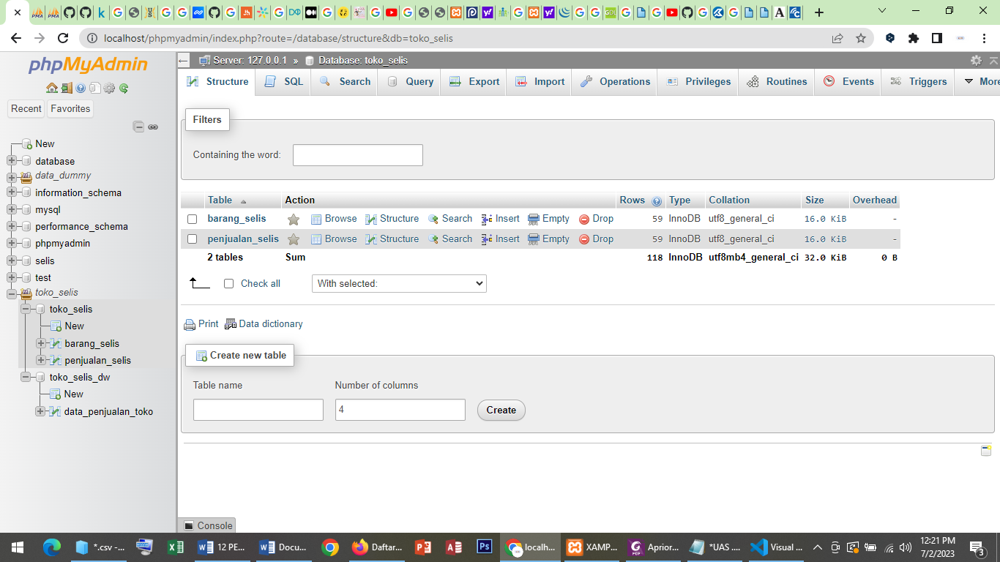 localhost/phpmyadmin/index.php?route=/database/structure&db=toko_selis
phpMyAdmin
Recent Favorites
New
database
data_dummy
information_schema
mysql
performance_schema
phpmyadmin
selis
test
toko_selis
toko_selis
New
barang_selis
penjualan_selis
toko_selis_dw
New
data_penjualan_toko
Server: 127.0.0.1 » Database: toko_selis
Structure SQL Search Query Export Import Operations Privileges Routines Events Triggers More
Filters
Containing the word:
Table Action Rows Type Collation Size Overhead
barang_selis Browse Structure Search Insert Empty Drop 59 InnoDB utf8_general_ci 16.0 KiB -
penjualan_selis Browse Structure Search Insert Empty Drop 59 InnoDB utf8_general_ci 16.0 KiB -
2 tables Sum 118 InnoDB utf8mb4_general_ci 32.0 KiB 0 B
Check all With selected:
Print Data dictionary
Create new table
Table name Number of columns
4 Create
Console
*.csv -... 12 PE... Docu... Daftar... localh... XAMP... Aprior... *UAS ... Visual ...
12:21 PM
7/2/2023
3